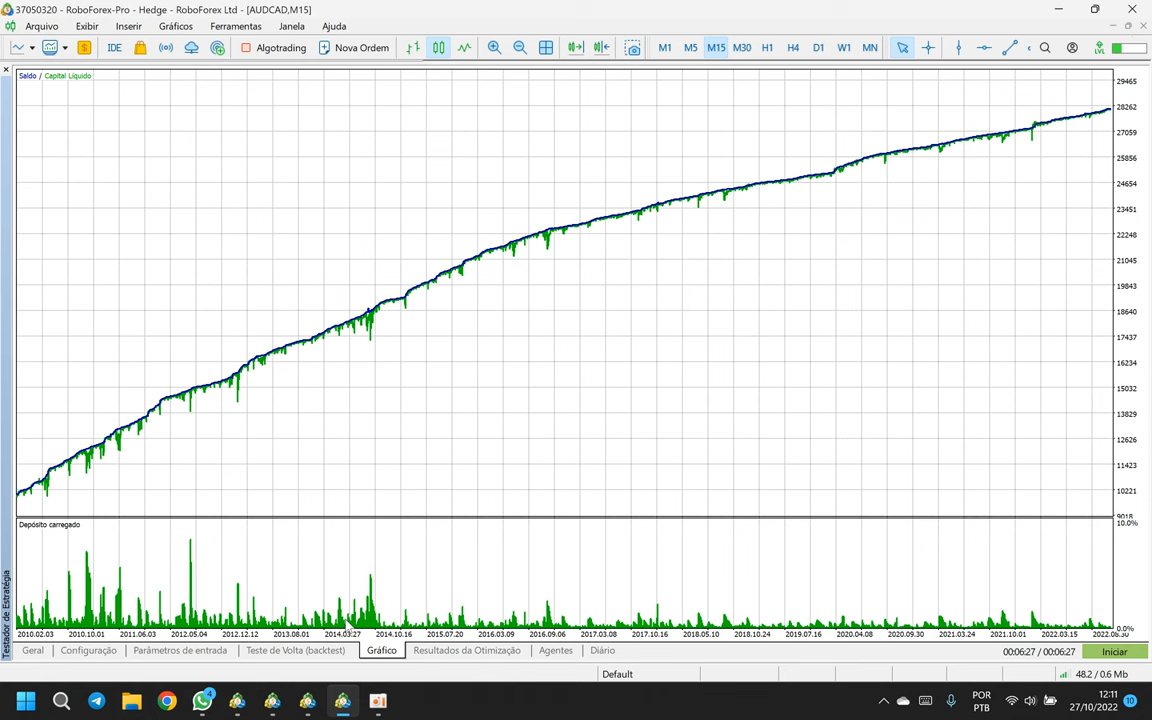 37050320 - RoboForex-Pro - Hedge - RoboForex Ltd - [AUDCAD,M15]
Arquivo Exibir Inserir Gráficos Ferramentas Janela Ajuda
IDE Algotrading Nova Ordem M1 M5 M15 M30 H1 H4 D1 W1 MN LVL
Saldo / Capital Líquido
29465
28262
27059
25856
24654
23451
22248
21045
19843
18640
17437
16234
15032
13829
12626
11423
10221
9018
Depósito carregado
10.0%
0.0%
2010.02.03 2010.10.01 2011.06.03 2012.05.04 2012.12.12 2013.08.01 2014.03.27 2014.10.16 2015.07.20 2016.03.09 2016.09.06 2017.03.08 2017.10.16 2018.05.10 2018.10.24 2019.07.16 2020.04.08 2020.09.30 2021.03.24 2021.10.01 2022.03.15 2022.08.30
Testador de Estratégia
Geral Configuração Parâmetros de entrada Teste de Volta (backtest) Gráfico Resultados da Otimização Agentes Diário 00:06:27 / 00:06:27 Iniciar
Default 48.2 / 0.6 Mb
4
POR
PTB
12:11
27/10/2022
10